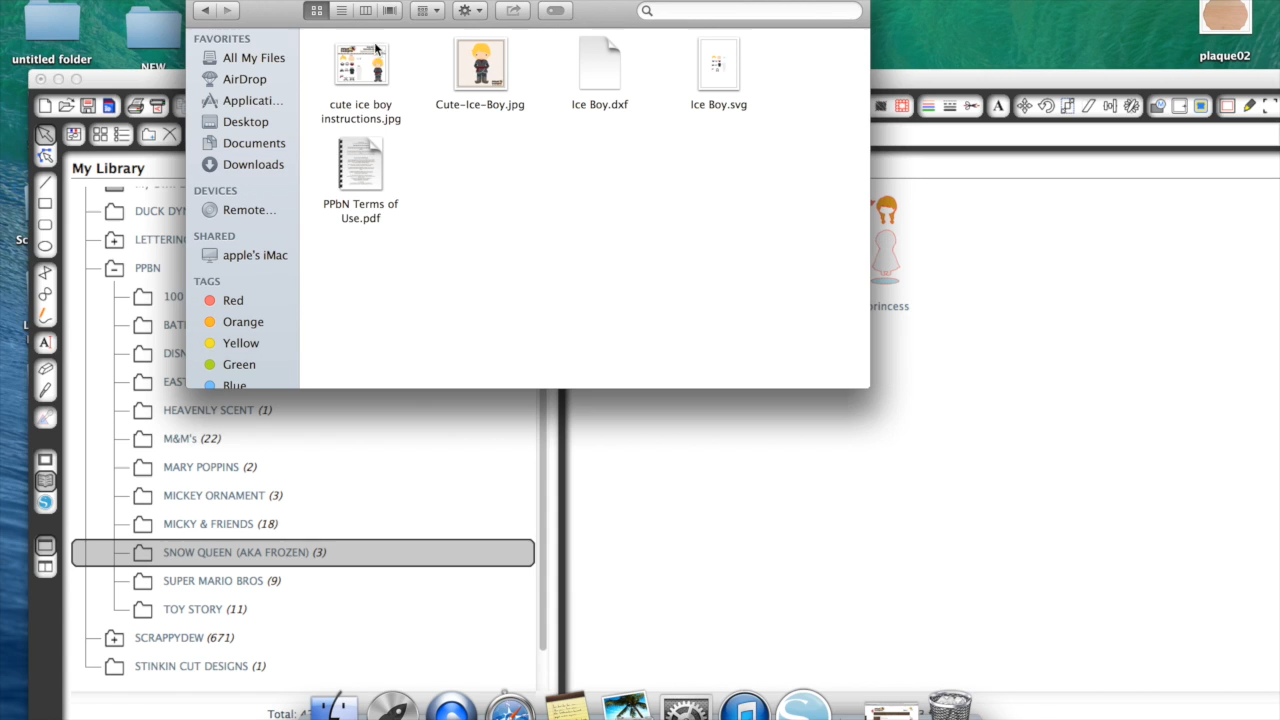 untitled folder
NEW
plaque02
FAVORITES
All My Files
AirDrop
Applicati...
Desktop
Documents
Downloads
DEVICES
Remote...
SHARED
apple's iMac
TAGS
Red
Orange
Yellow
Green
Blue
cute ice boy
instructions.jpg
Cute-Ice-Boy.jpg
Ice Boy.dxf
Ice Boy.svg
PPbN Terms of
Use.pdf
My Library
DUCK DY
LETTERIN
PPBN
100
BAT
DISN
EAST
HEAVENLY SCENT (1)
M&M's (22)
MARY POPPINS (2)
MICKEY ORNAMENT (3)
MICKY & FRIENDS (18)
SNOW QUEEN (AKA FROZEN) (3)
SUPER MARIO BROS (9)
TOY STORY (11)
SCRAPPYDEW (671)
STINKIN CUT DESIGNS (1)
Total:
rincess